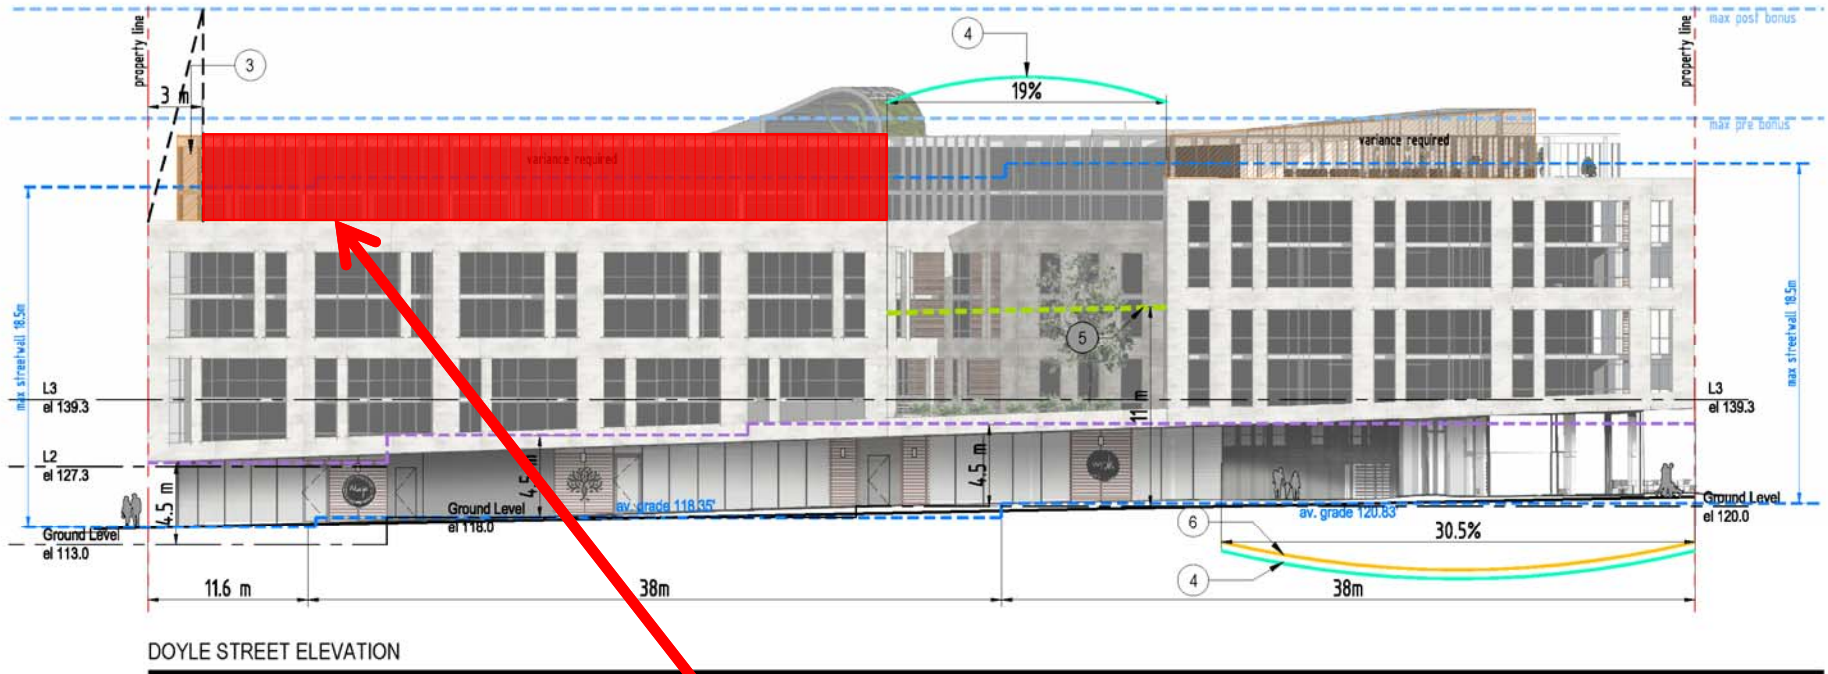 max post bonus
property line
property line
3
4
3 m
19%
max pre bonus
variance required
variance required
max streetwall 18.5m
max streetwall 18.5m
5
L3
el 139.3
L3
el 139.3
11 m
L2
el 127.3
4.5 m
4.5 m
4.5 m
Ground Level
el 116.0
av. grade 118.35'
av. grade 120.83'
Ground Level
el 120.0
Ground Level
el 113.0
6
30.5%
4
11.6 m
38m
38m
DOYLE STREET ELEVATION